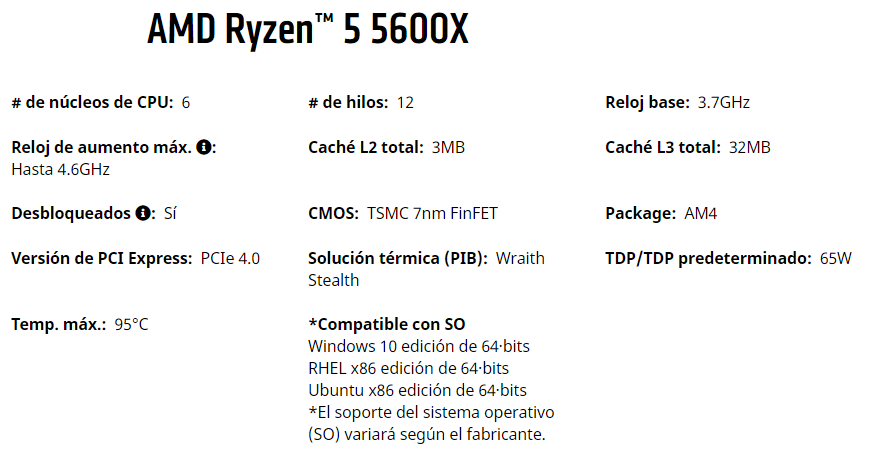 AMD Ryzen™ 5 5600X
# de núcleos de CPU: 6
# de hilos: 12
Reloj base: 3.7GHz
Reloj de aumento máx. :
Hasta 4.6GHz
Caché L2 total: 3MB
Caché L3 total: 32MB
Desbloqueados : Sí
CMOS: TSMC 7nm FinFET
Package: AM4
Versión de PCI Express: PCIe 4.0
Solución térmica (PIB): Wraith
Stealth
TDP/TDP predeterminado: 65W
Temp. máx.: 95°C
*Compatible con SO
Windows 10 edición de 64·bits
RHEL x86 edición de 64·bits
Ubuntu x86 edición de 64·bits
*El soporte del sistema operativo
(SO) variará según el fabricante.